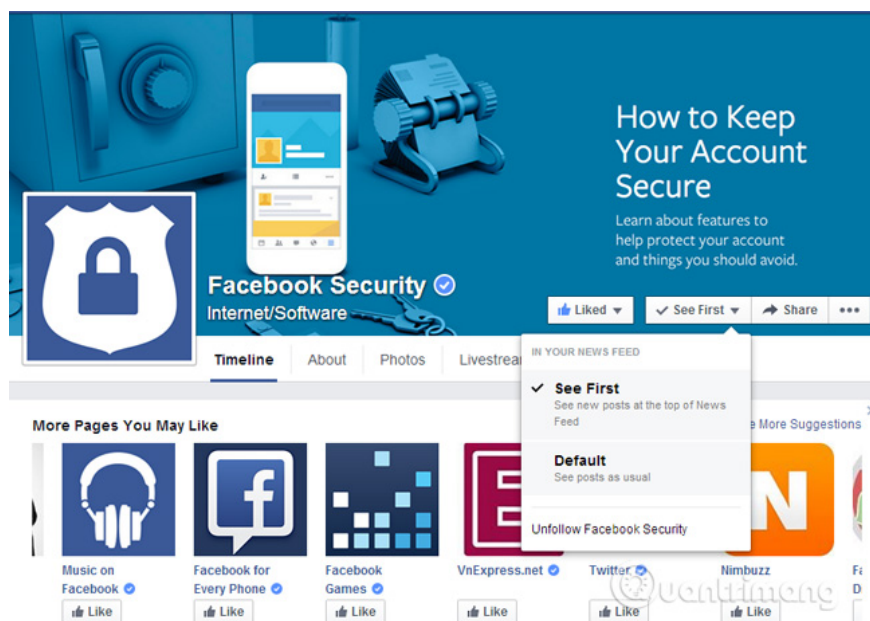 How to Keep
Your Account
Secure
Learn about features to
help protect your account
and things you should avoid.
Facebook Security
Internet/Software
Liked
See First
Share
Timeline
About
Photos
IN YOUR NEWS FEED
See First
See new posts at the top of News
Feed
Default
See posts as usual
Unfollow Facebook Security
More Pages You May Like
More Suggestions
Music on
Facebook
Facebook for
Every Phone
Facebook
Games
VnExpress.net
Twitter
Nimbuzz
Like
Like
Like
Like
Like
Like
Quantrimang